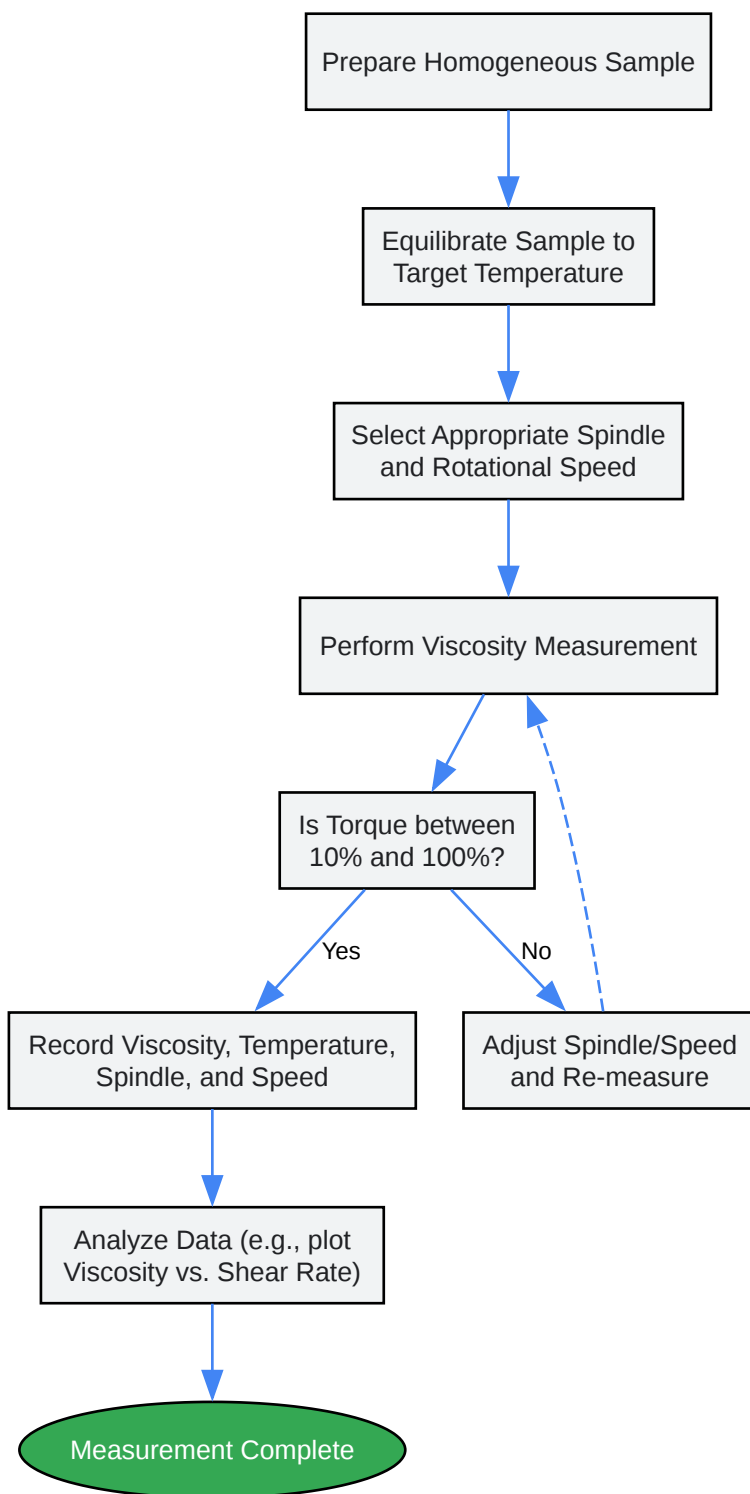 Prepare Homogeneous Sample
Equilibrate Sample to
Target Temperature
Select Appropriate Spindle
and Rotational Speed
Perform Viscosity Measurement
Is Torque between
10% and 100%?
Yes
No
Record Viscosity, Temperature,
Spindle, and Speed
Adjust Spindle/Speed
and Re-measure
Analyze Data (e.g., plot
Viscosity vs. Shear Rate)
Measurement Complete